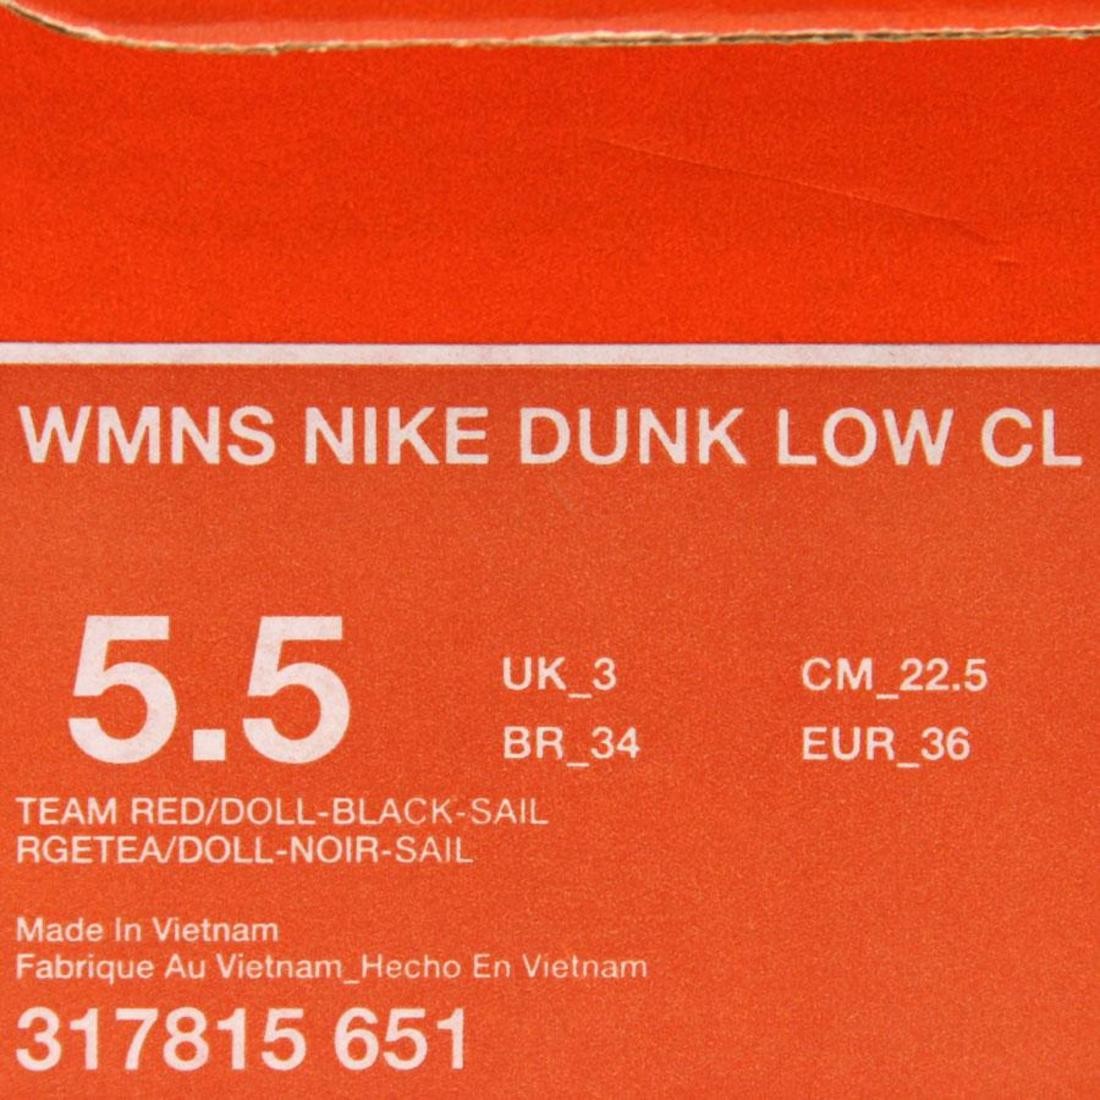 WMNS NIKE DUNK LOW CL
5.5
UK_3
CM_22.5
BR_34
EUR_36
TEAM RED/DOLL-BLACK-SAIL
RGETEA/DOLL-NOIR-SAIL
Made In Vietnam
Fabrique Au Vietnam_Hecho En Vietnam
317815 651